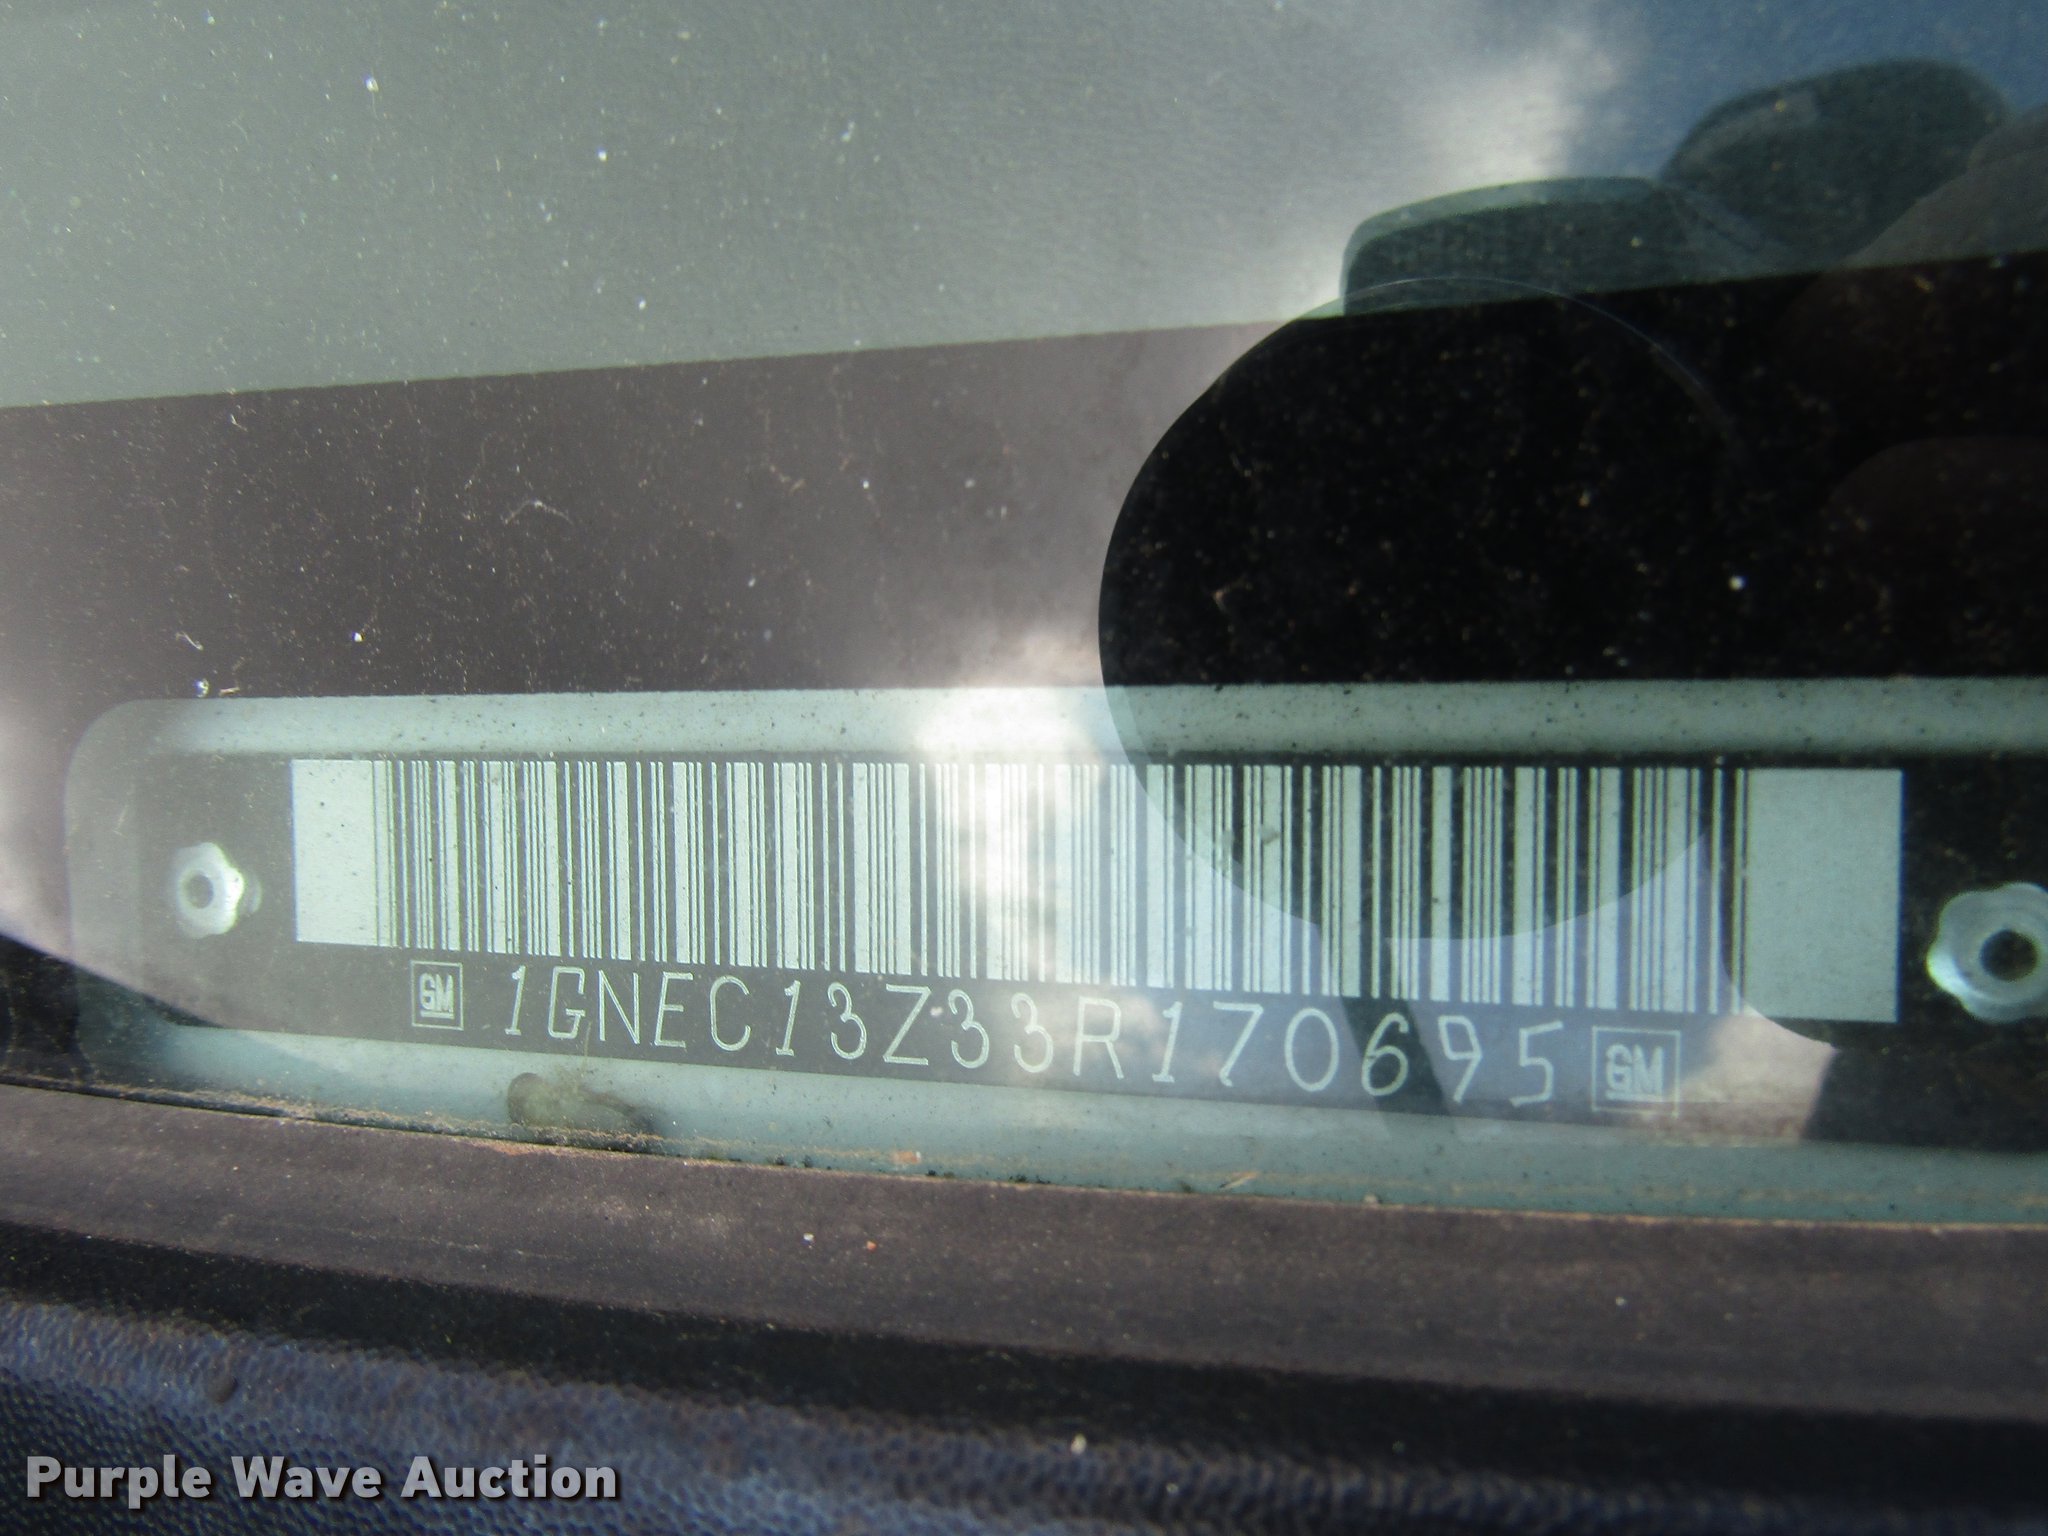 GM 1GNEC13Z33R170695 GM
Purple Wave Auction